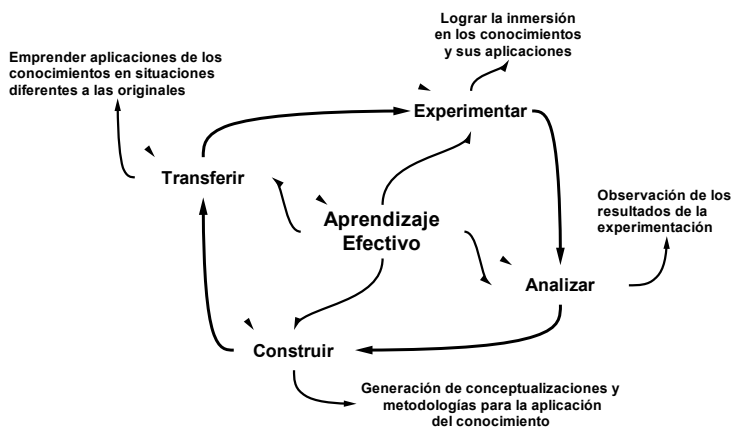 Lograr la inmersión
en los conocimientos
y sus aplicaciones
Emprender aplicaciones de los
conocimientos en situaciones
diferentes a las originales
Experimentar
Transferir
Aprendizaje
Efectivo
Observación de los
resultados de la
experimentación
Analizar
Construir
Generación de conceptualizaciones y
metodologías para la aplicación
del conocimiento